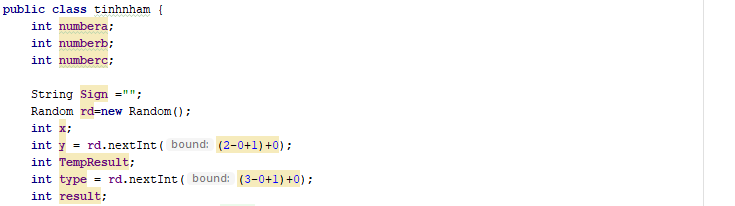 public class tinhnham {
int numbera;
int numberb;
int numberc;
String Sign ="";
Random rd=new Random();
int x;
int y = rd.nextInt( bound: (2-0+1)+0);
int TempResult;
int type = rd.nextInt( bound: (3-0+1)+0);
int result;